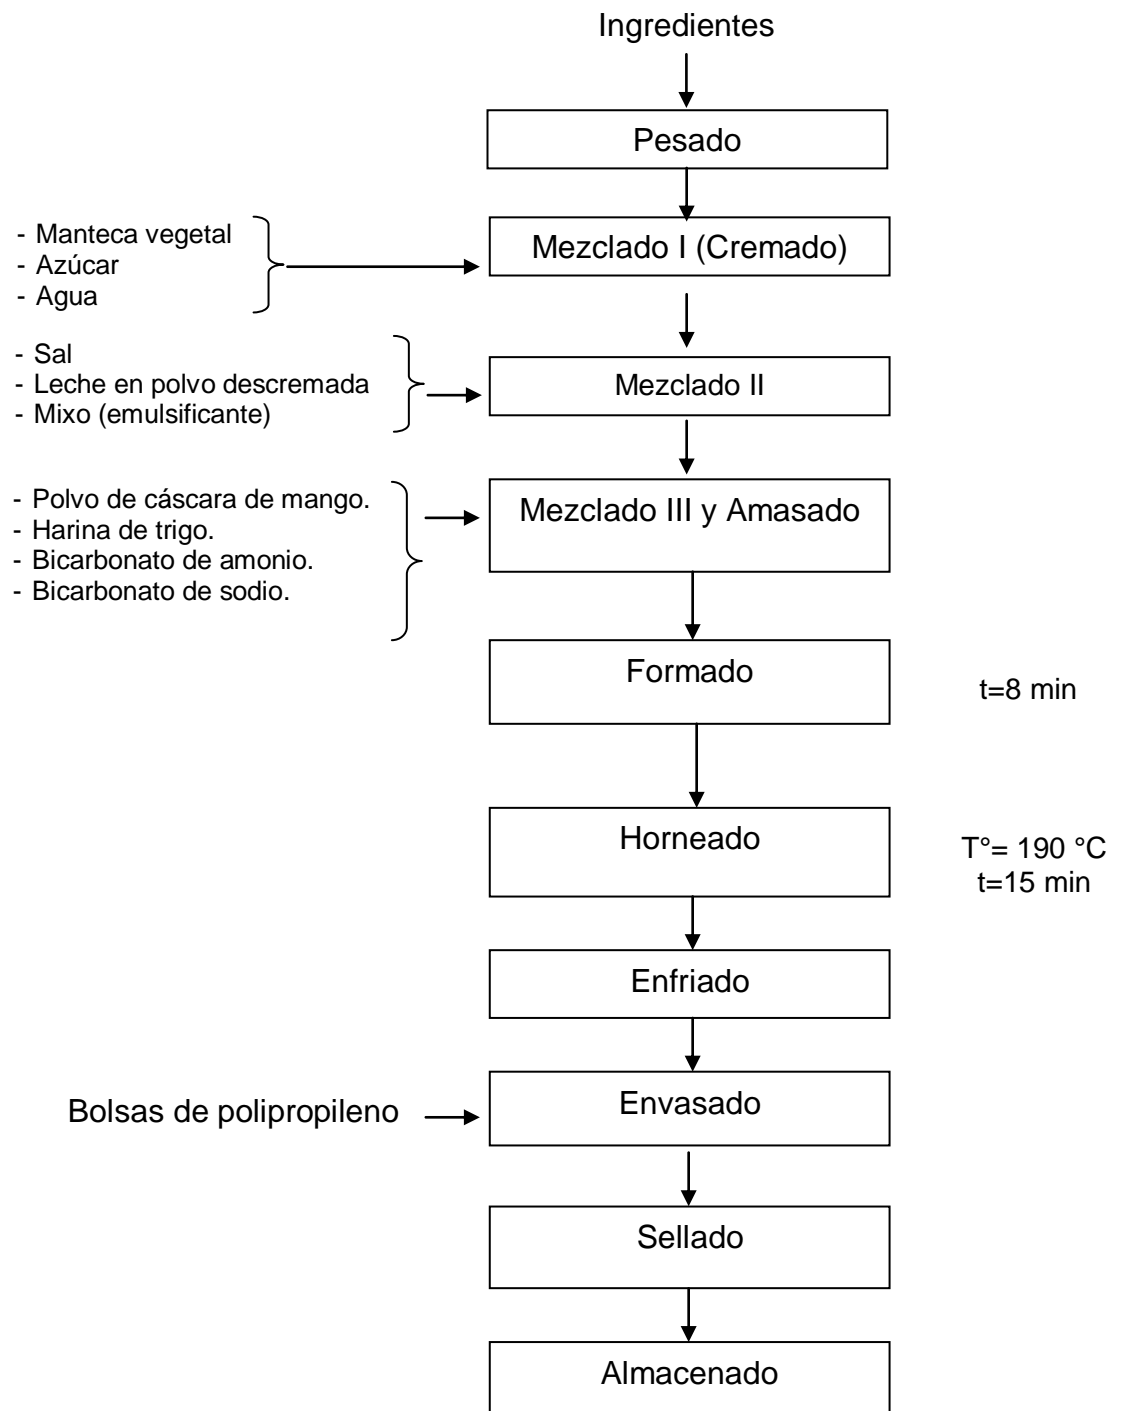 Ingredientes
Pesado
- Manteca vegetal
- Azúcar
- Agua
Mezclado I (Cremado)
- Sal
- Leche en polvo descremada
- Mixo (emulsificante)
Mezclado II
- Polvo de cáscara de mango.
- Harina de trigo.
- Bicarbonato de amonio.
- Bicarbonato de sodio.
Mezclado III y Amasado
Formado
t=8 min
Horneado
T°= 190 °C
t=15 min
Enfriado
Bolsas de polipropileno
Envasado
Sellado
Almacenado